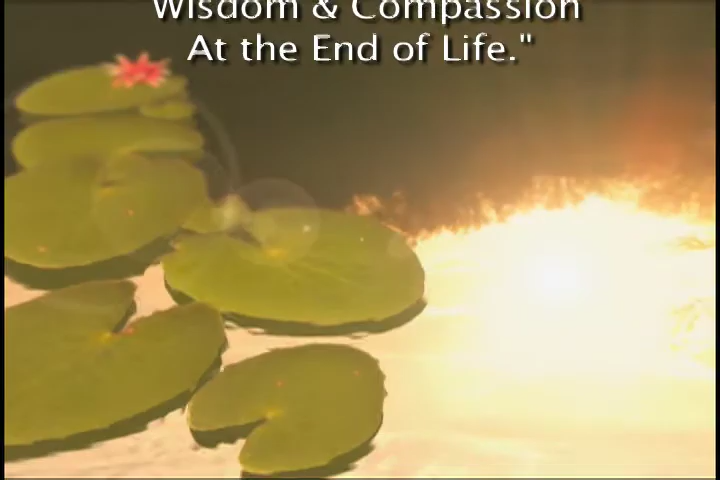 Wisdom & Compassion
At the End of Life."